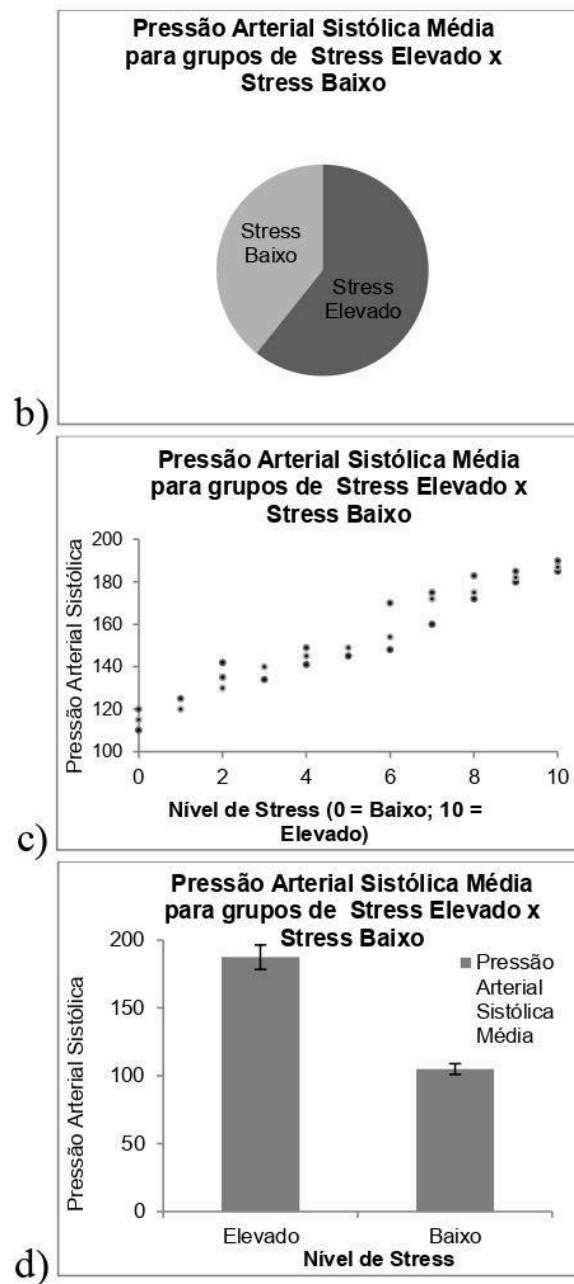 Pressão Arterial Sistólica Média
para grupos de Stress Elevado x
Stress Baixo
Stress
Baixo
Stress
Elevado
b)
Pressão Arterial Sistólica Média
para grupos de Stress Elevado x
Stress Baixo
Pressão Arterial Sistólica
200
180
160
140
120
100
0 2 4 6 8 10
Nível de Stress (0 = Baixo; 10 =
Elevado)
c)
Pressão Arterial Sistólica Média
para grupos de Stress Elevado x
Stress Baixo
Pressão Arterial Sistólica
200
150
100
50
0
Pressão
Arterial
Sistólica
Média
Elevado Baixo
Nível de Stress
d)